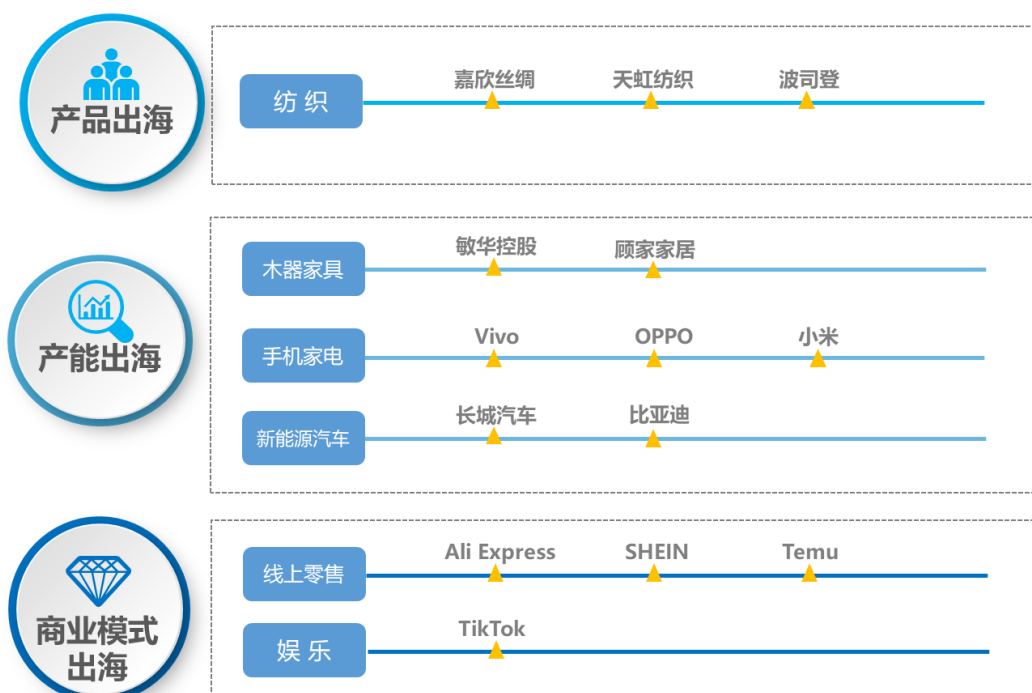 产品出海
纺 织
嘉欣丝绸 天虹纺织 波司登
产能出海
木器家具
敏华控股 顾家家居
手机家电
Vivo OPPO 小米
新能源汽车
长城汽车 比亚迪
商业模式
出海
线上零售
Ali Express SHEIN Temu
娱 乐
TikTok